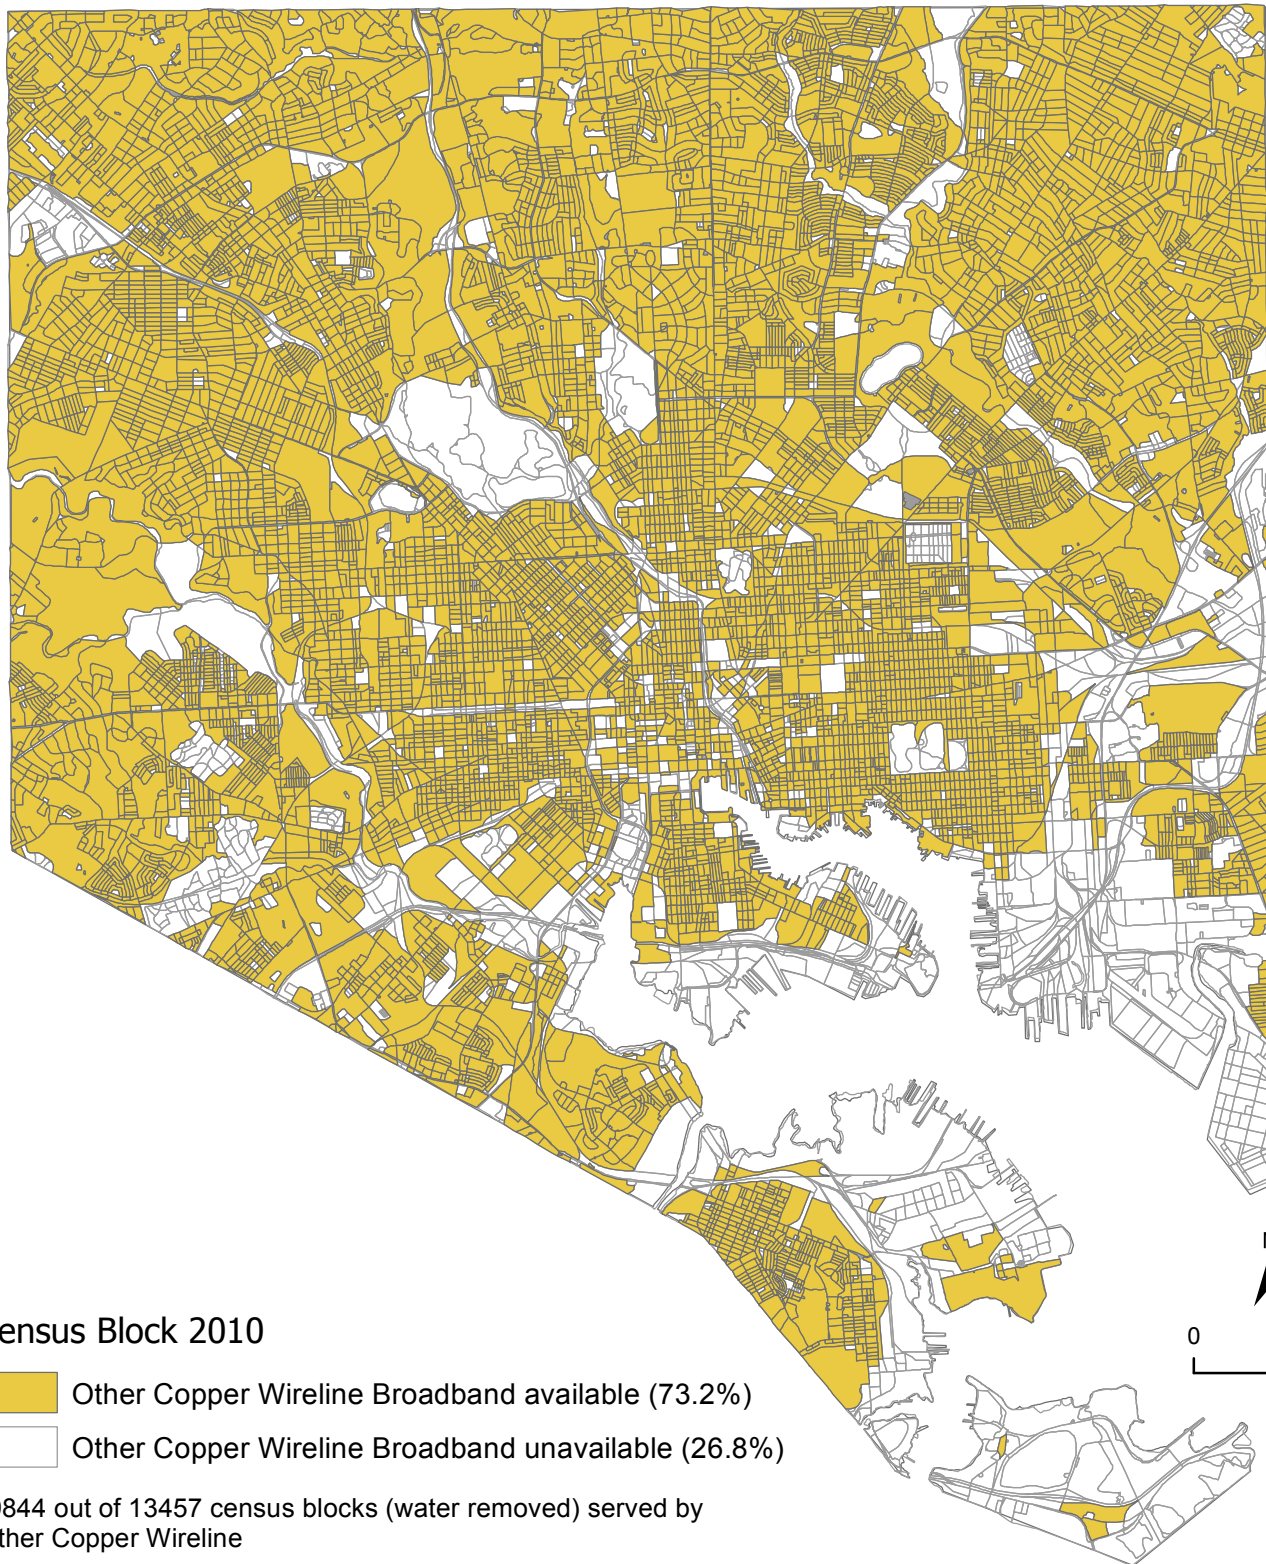 ensus Block 2010
Other Copper Wireline Broadband available (73.2%)
Other Copper Wireline Broadband unavailable (26.8%)
9844 out of 13457 census blocks (water removed) served by
ther Copper Wireline
0